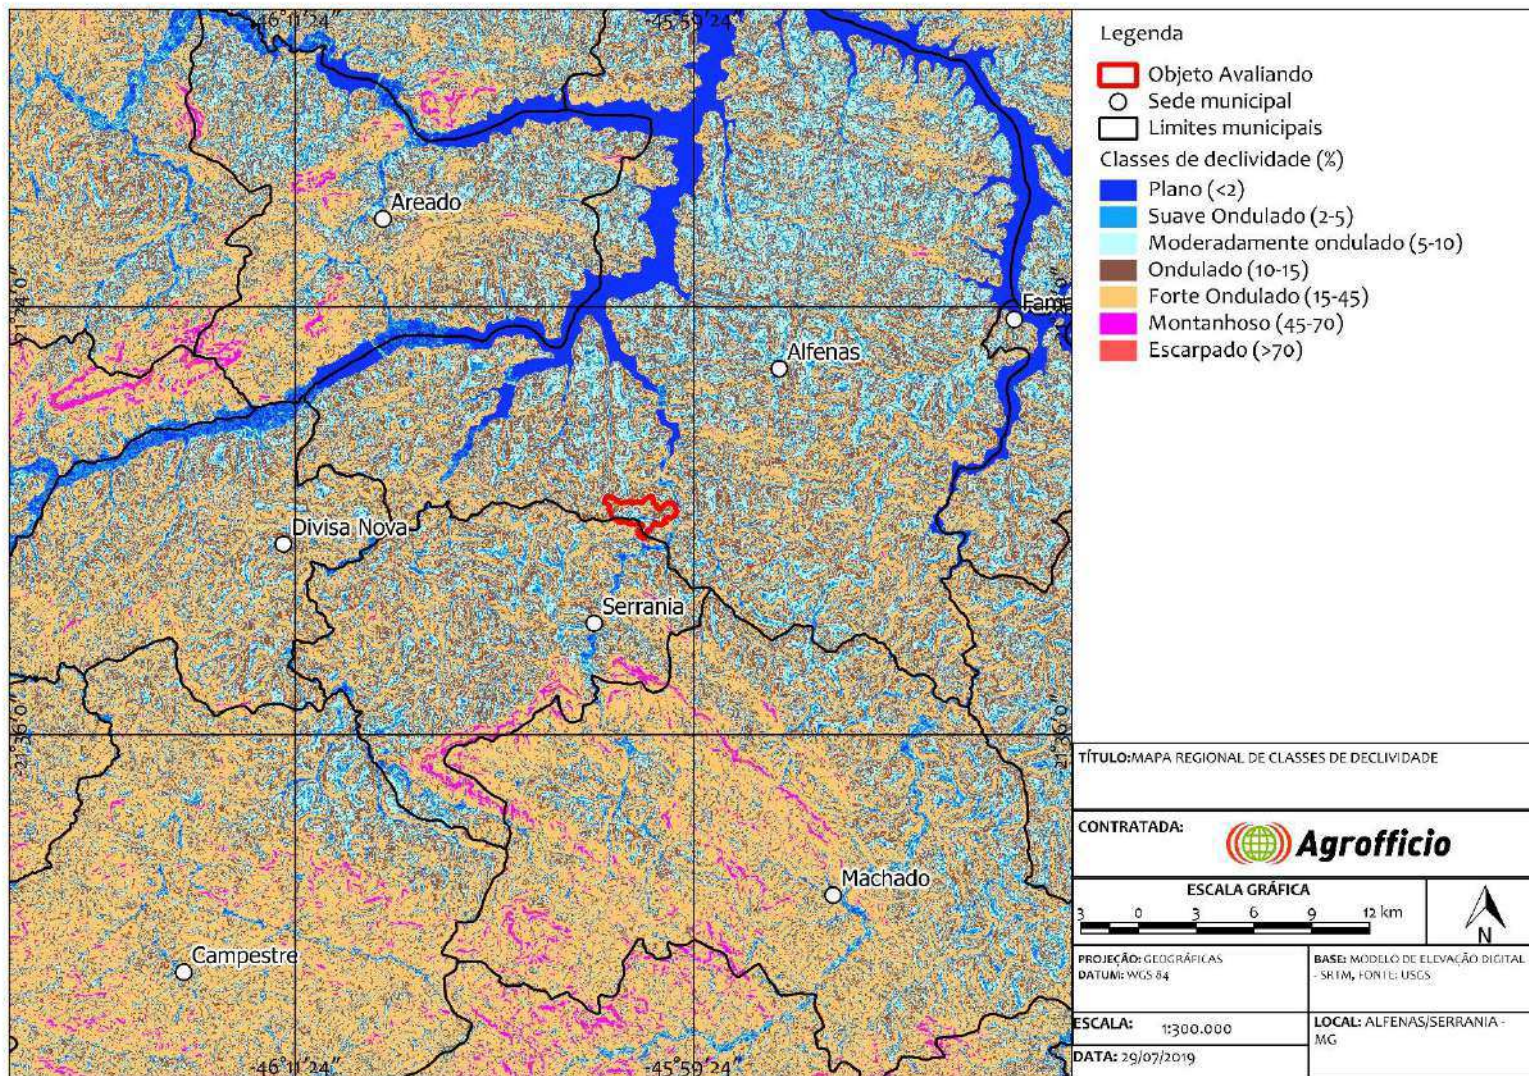 46°11'24"
-45°59'24"
Areado
Fama
Alfenas
Divisa Nova
Serrania
Machado
Campestre
-21°36'0"
-46°11'24"
-45°59'24"
Legenda
Objeto Avaliando
Sede municipal
Limites municipais
Classes de declividade (%)
Plano (<2)
Suave Ondulado (2-5)
Moderadamente ondulado (5-10)
Ondulado (10-15)
Forte Ondulado (15-45)
Montanhoso (45-70)
Escarpado (>70)
TÍTULO:MAPA REGIONAL DE CLASSES DE DECLIVIDADE
CONTRATADA:
Agrofficio
ESCALA GRÁFICA
3 0 3 6 9 12 km
N
PROJEÇÃO: GEOGRÁFICAS
DATUM: WGS 84
BASE: MODELO DE ELEVAÇÃO DIGITAL
- SRTM, FONTE: USGS
ESCALA: 1:300.000
LOCAL: ALFENAS/SERRANIA -
MG
DATA: 29/07/2019